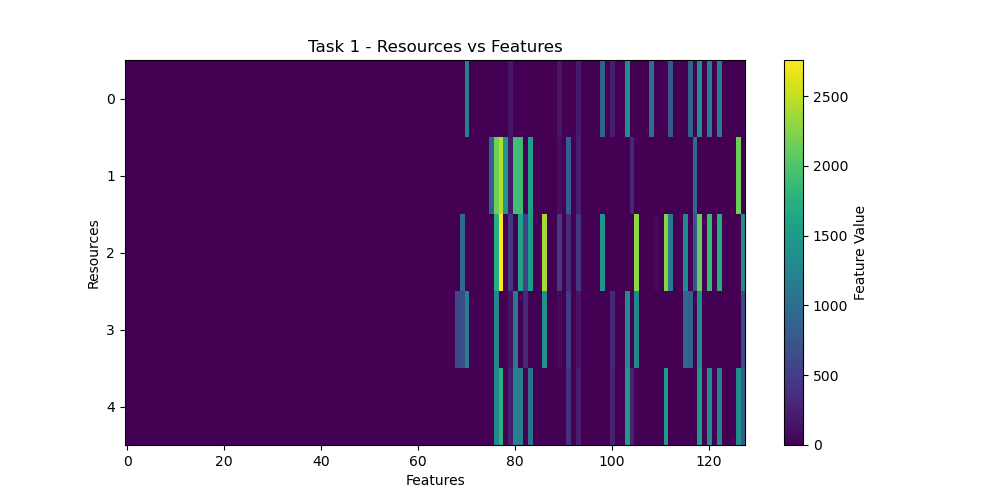 Task 1 - Resources vs Features
0
1
2
3
4
Resources
0 20 40 60 80 100 120
Features
2500
2000
1500
1000
500
0
Feature Value